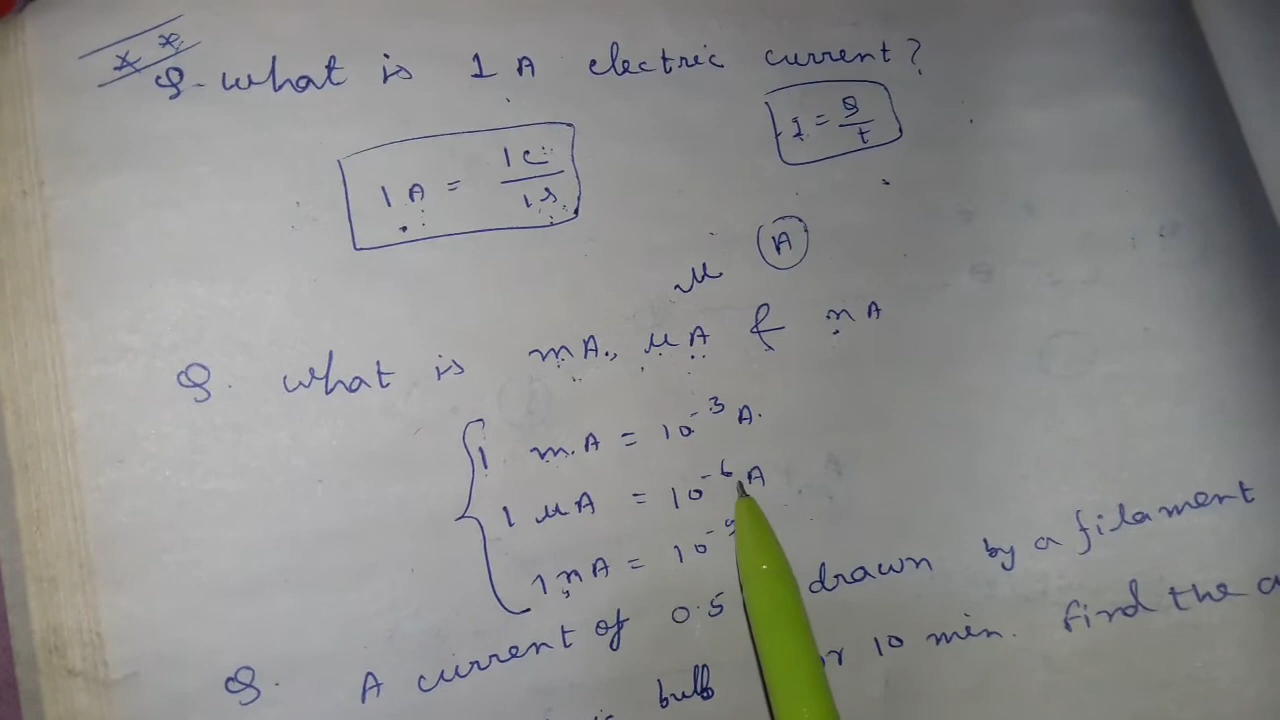 Q. What is 1 A electric current?
I = Q/t
1 A = 1C/1s
μ A
Q. What is mA, μA & nA
1 mA = 10⁻³ A.
1 μA = 10⁻⁶ A
1 nA = 10⁻⁹
Q. A current of 0.5 drawn by a filament
bulb 10 min. Find the